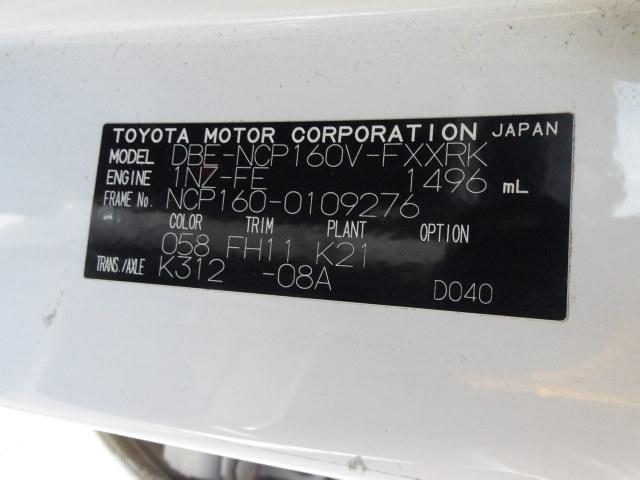 TOYOTA MOTOR CORPORATION JAPAN
MODEL DBE-NCP160V-FXXRK
ENGINE 1NZ-FE 1496 mL
FRAME No. NCP160-0109276
COLOR TRIM PLANT OPTION
058 FH11 K21
TRANS./AXLE K312 -08A
D040